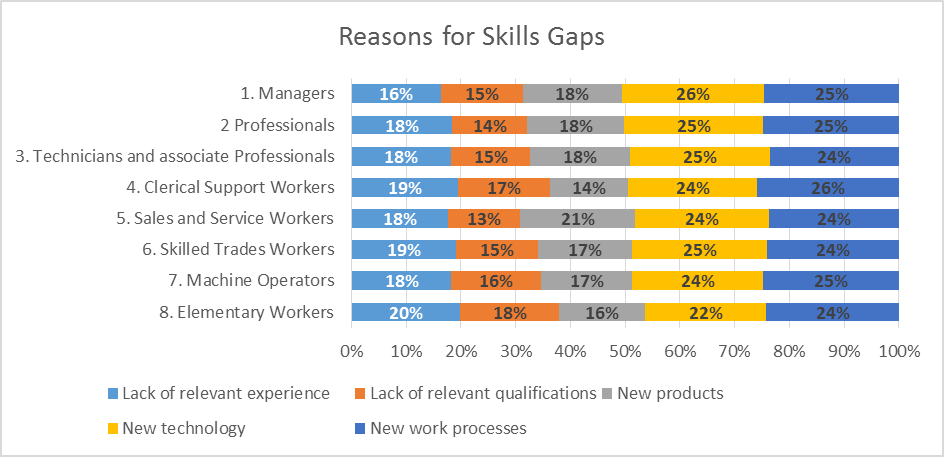 Reasons for Skills Gaps
1. Managers 16% 15% 18% 26% 25%
2 Professionals 18% 14% 18% 25% 25%
3. Technicians and associate Professionals 18% 15% 18% 25% 24%
4. Clerical Support Workers 19% 17% 14% 24% 26%
5. Sales and Service Workers 18% 13% 21% 24% 24%
6. Skilled Trades Workers 19% 15% 17% 25% 24%
7. Machine Operators 18% 16% 17% 24% 25%
8. Elementary Workers 20% 18% 16% 22% 24%
0% 10% 20% 30% 40% 50% 60% 70% 80% 90% 100%
Lack of relevant experience Lack of relevant qualifications New products
New technology New work processes